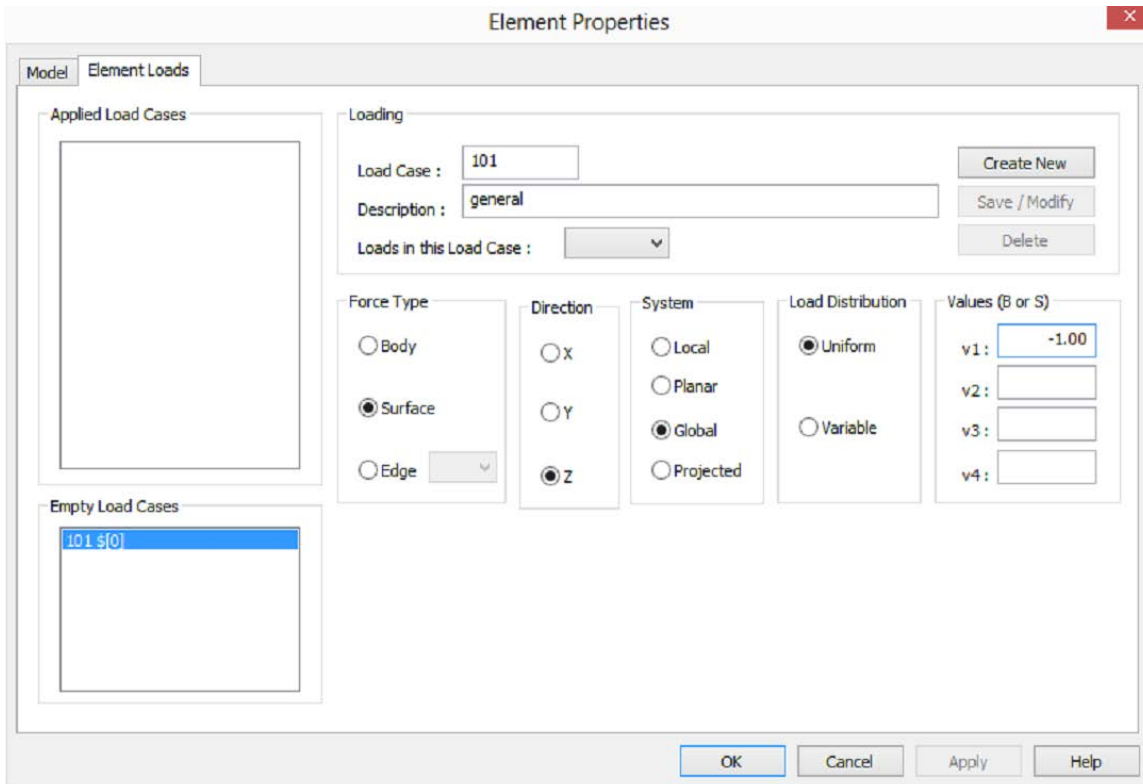 Element Properties
Model
Element Loads
Applied Load Cases
Loading
Load Case :
101
Create New
Description :
general
Save / Modify
Loads in this Load Case :
Delete
Force Type
Direction
System
Load Distribution
Values (B or S)
Body
X
Local
Uniform
v1 :
-1.00
Planar
v2 :
Surface
Y
Global
Variable
v3 :
Edge
Z
Projected
v4 :
Empty Load Cases
101 $[0]
OK
Cancel
Apply
Help